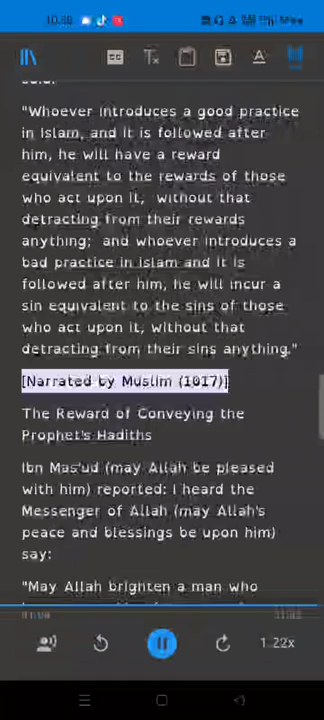 "Whoever introduces a good practice
in Islam, and it is followed after
him, he will have a reward
equivalent to the rewards of those
who act upon it, without that
detracting from their rewards
anything; and whoever introduces a
bad practice in Islam and it is
followed after him, he will incur a
sin equivalent to the sins of those
who act upon it, without that
detracting from their sins anything."
[Narrated by Muslim (1017)]
The Reward of Conveying the
Prophet's Hadiths
Ibn Mas'ud (may Allah be pleased
with him) reported: I heard the
Messenger of Allah (may Allah's
peace and blessings be upon him)
say:
"May Allah brighten a man who
1.22x